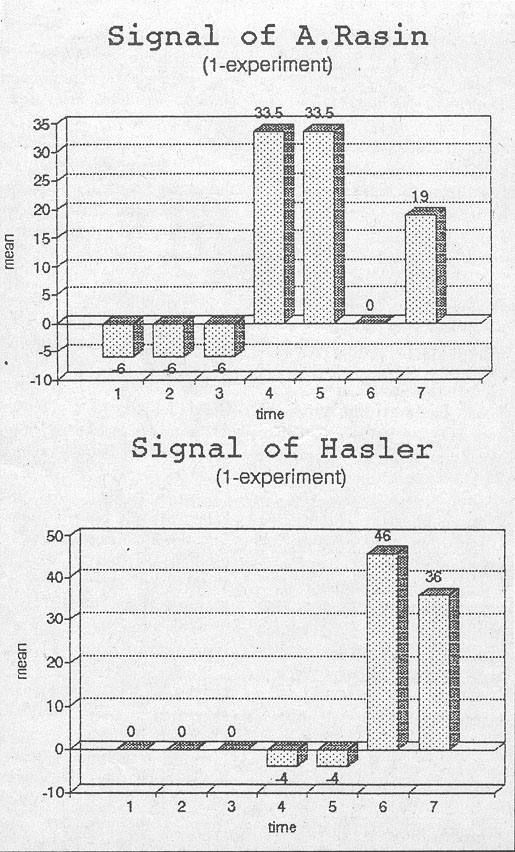 Signal of A.Rasin
(1-experiment)
33.5 33.5
35
30
25
20
19
15
10
5
0
0
-5
-10
-6 -6 -6
mean
1 2 3 4 5 6 7
time
Signal of Hasler
(1-experiment)
50
46
40
36
30
20
10
0 0 0
0
-4 -4
-10
mean
1 2 3 4 5 6 7
time